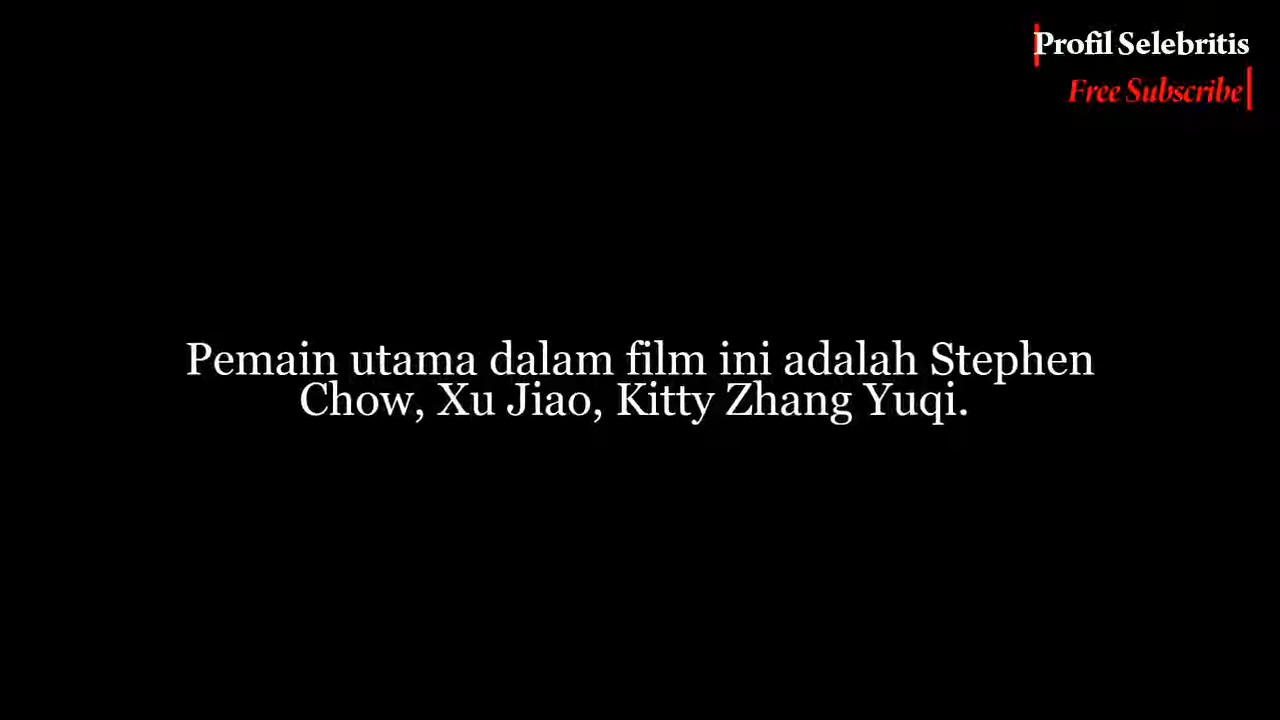 Profil Selebritis
Free Subscribe
Pemain utama dalam film ini adalah Stephen
Chow, Xu Jiao, Kitty Zhang Yuqi.